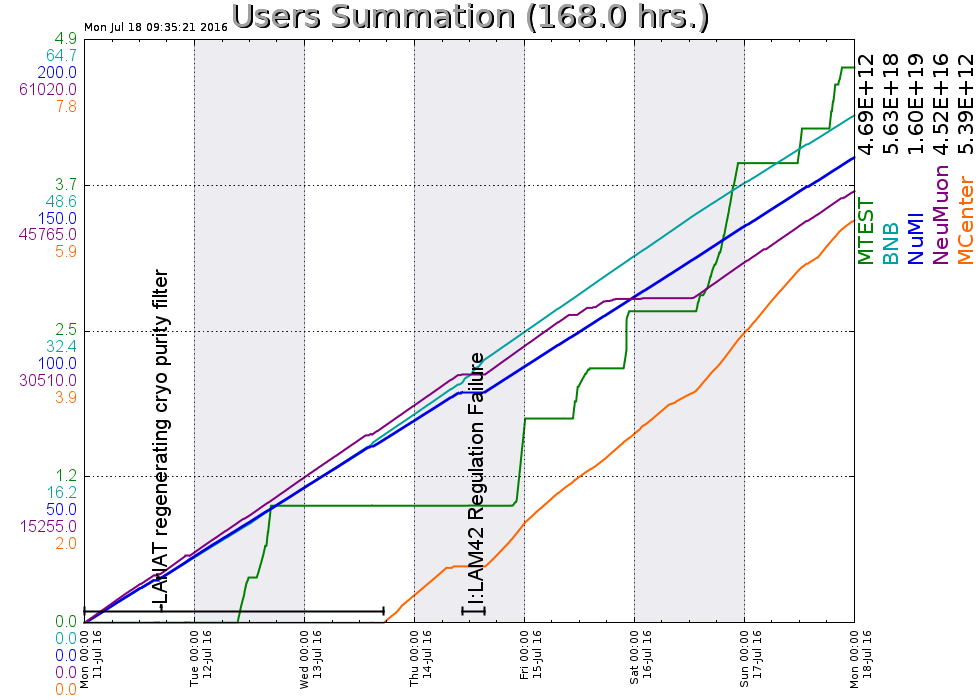 Users Summation (168.0 hrs.)
Mon Jul 18 09:35:21 2016
4.9
64.7
200.0
61020.0
7.8
3.7
48.6
150.0
45765.0
5.9
2.5
32.4
100.0
30510.0
3.9
1.2
16.2
50.0
15255.0
2.0
0.0
0.0
0.0
0.0
0.0
regenerating cryo purity filter
I:LAM42 Regulation Failure
Mon 00:00
11-Jul 16
Tue 00:00
12-Jul 16
Wed 00:00
13-Jul 16
Thu 00:00
14-Jul 16
Fri 00:00
15-Jul 16
Sat 00:00
16-Jul 16
Sun 00:00
17-Jul 16
Mon 00:00
18-Jul 16
MTEST 4.69E+12
BNB 5.63E+18
NuMI 1.60E+19
NeuMuon 4.52E+16
MCenter 5.39E+12